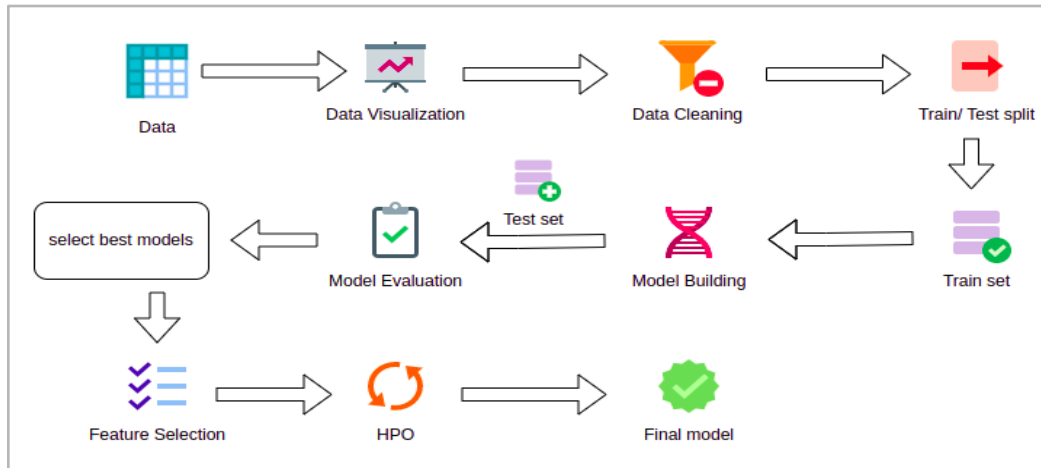 Data
Data Visualization
Data Cleaning
Train/ Test split
Test set
select best models
Model Evaluation
Model Building
Train set
Feature Selection
HPO
Final model